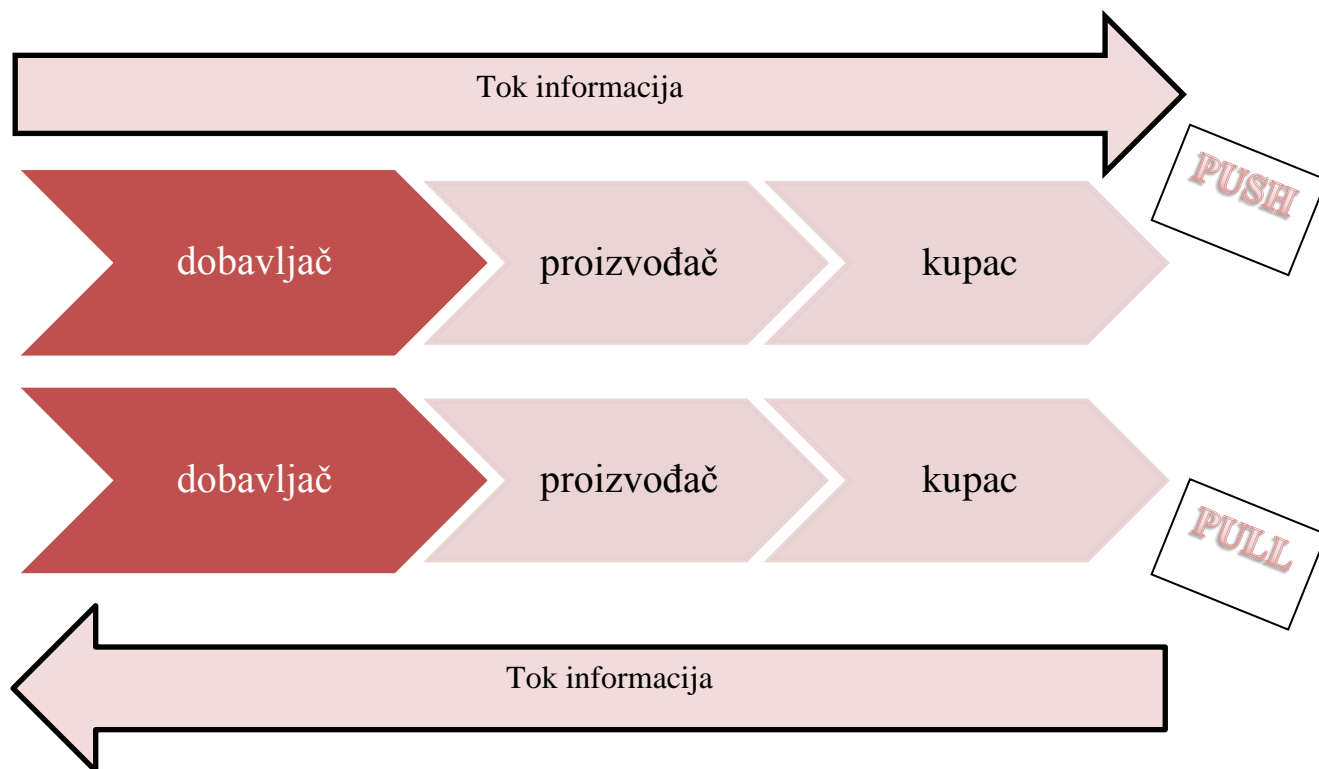 Tok informacija
PUSH
dobavljač
proizvođač
kupac
dobavljač
proizvođač
kupac
PULL
Tok informacija